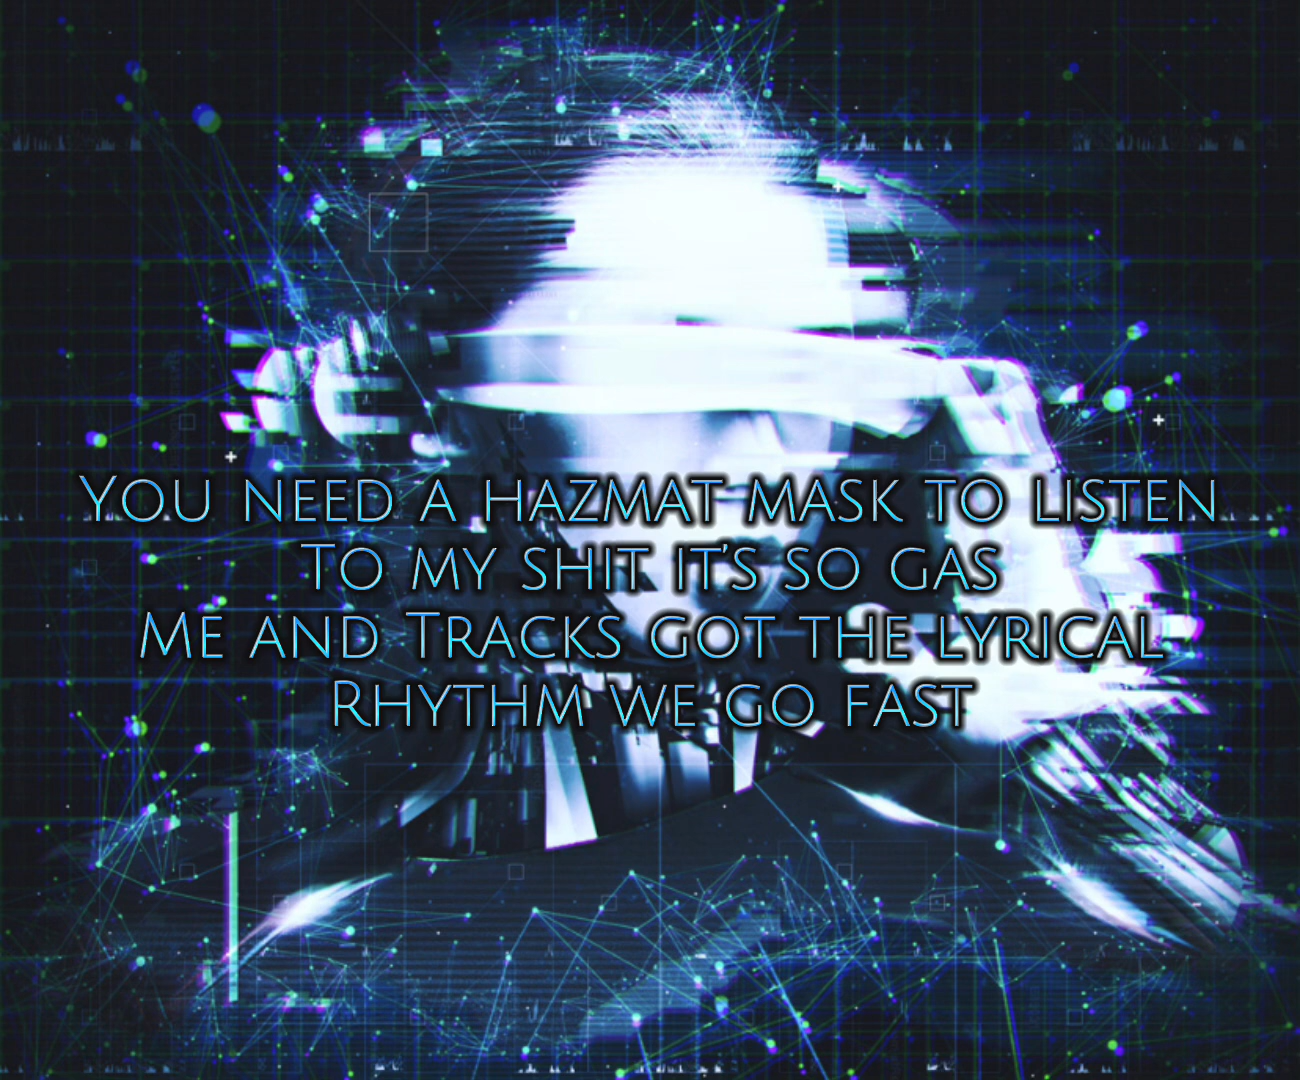 You need a hazmat mask to listen
To my shit it's so gas
Me and Tracks got the lyrical
Rhythm we go fast